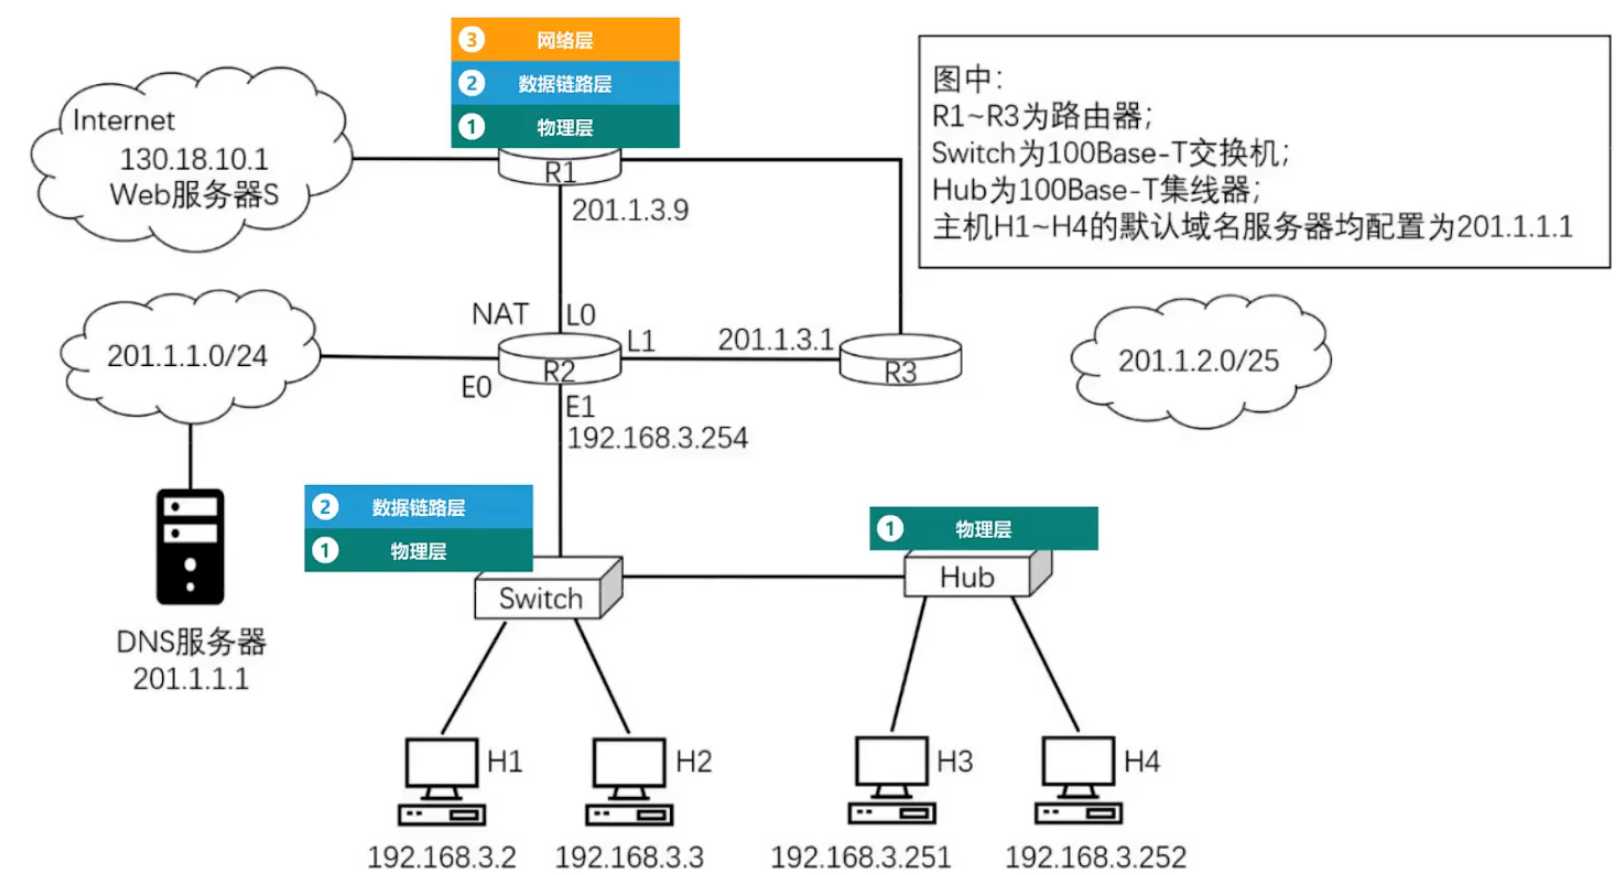 ③ 网络层
② 数据链路层
① 物理层
图中：
R1~R3为路由器；
Switch为100Base-T交换机；
Hub为100Base-T集线器；
主机H1~H4的默认域名服务器均配置为201.1.1.1
Internet
130.18.10.1
Web服务器S
R1
201.1.3.9
NAT
L0
L1
201.1.3.1
201.1.1.0/24
R2
R3
201.1.2.0/25
E0
E1
192.168.3.254
② 数据链路层
① 物理层
① 物理层
Switch
Hub
DNS服务器
201.1.1.1
H1
H2
H3
H4
192.168.3.2
192.168.3.3
192.168.3.251
192.168.3.252